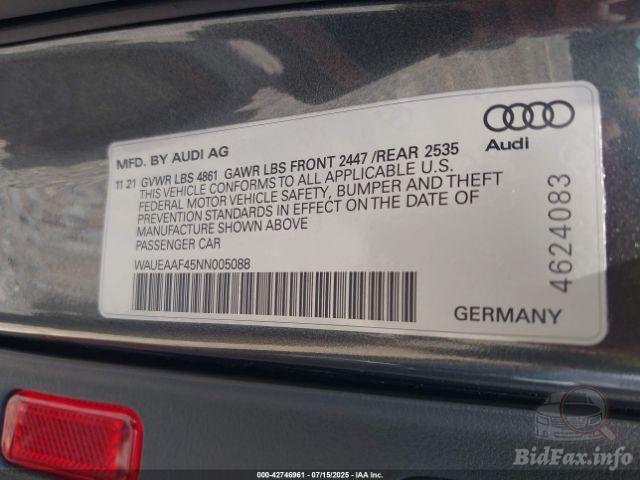 MFD. BY AUDI AG
Audi
11 21 GVWR LBS 4861 GAWR LBS FRONT 2447 /REAR 2535
THIS VEHICLE CONFORMS TO ALL APPLICABLE U.S.
FEDERAL MOTOR VEHICLE SAFETY, BUMPER AND THEFT
PREVENTION STANDARDS IN EFFECT ON THE DATE OF
MANUFACTURE SHOWN ABOVE
PASSENGER CAR
WAUEAAF45NN005088
4624083
GERMANY
BidFax.info
000-42746961 - 07/15/2025 - IAA Inc.